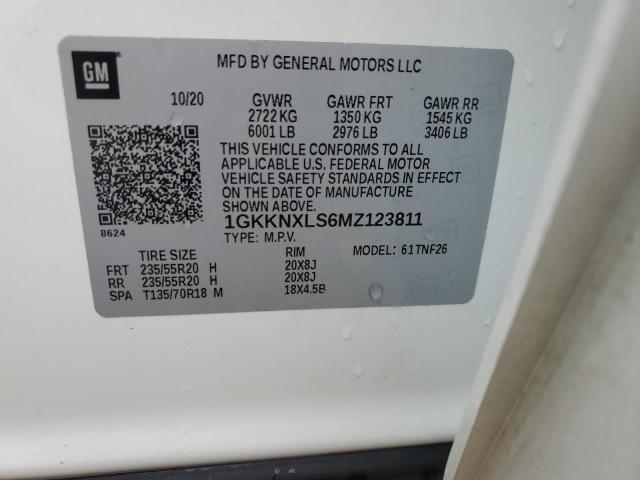 GM
MFD BY GENERAL MOTORS LLC
10/20 GVWR GAWR FRT GAWR RR
2722 KG 1350 KG 1545 KG
6001 LB 2976 LB 3406 LB
THIS VEHICLE CONFORMS TO ALL
APPLICABLE U.S. FEDERAL MOTOR
VEHICLE SAFETY STANDARDS IN EFFECT
ON THE DATE OF MANUFACTURE
SHOWN ABOVE.
8624
1GKKNXLS6MZ123811
TYPE: M.P.V. MODEL: 61TNF26
TIRE SIZE RIM
FRT 235/55R20 H 20X8J
RR 235/55R20 H 20X8J
SPA T135/70R18 M 18X4.5B